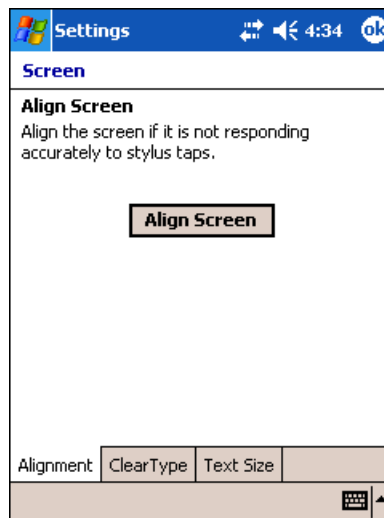 Settings 4:34 ok
Screen
Align Screen
Align the screen if it is not responding
accurately to stylus taps.
Align Screen
Alignment ClearType Text Size